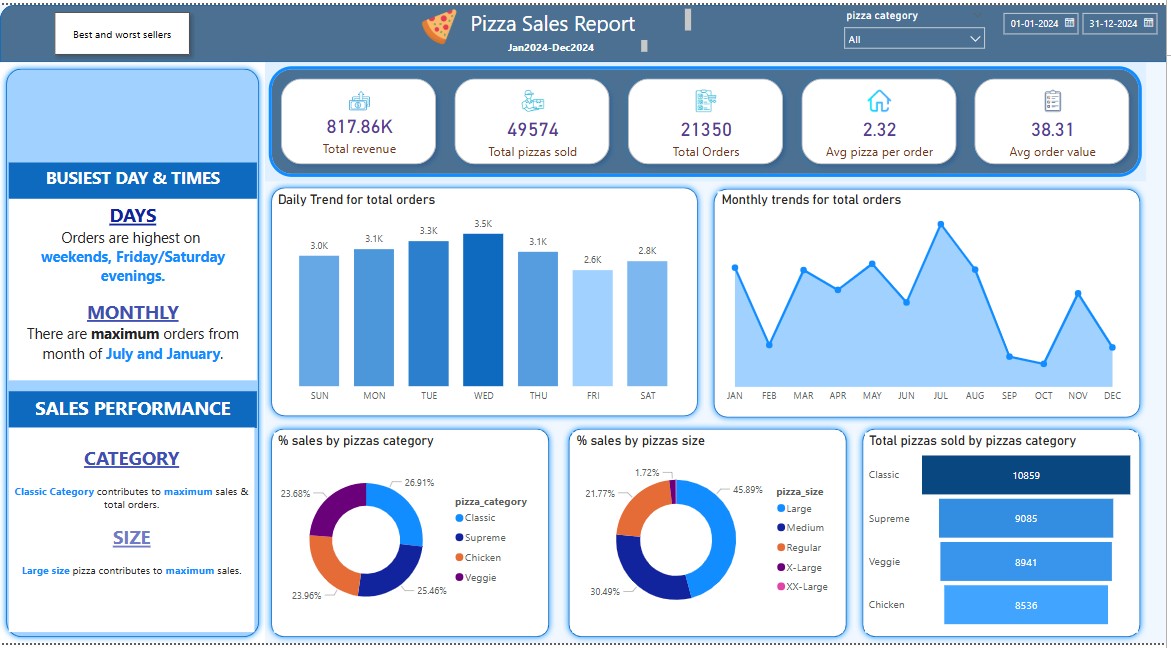 Best and worst sellers
Pizza Sales Report
Jan2024-Dec2024
pizza category
All
01-01-2024
31-12-2024
BUSIEST DAY & TIMES
DAYS
Orders are highest on
weekends, Friday/Saturday
evenings.
MONTHLY
There are maximum orders from
month of July and January.
SALES PERFORMANCE
CATEGORY
Classic Category contributes to maximum sales &
total orders.
SIZE
Large size pizza contributes to maximum sales.
817.86K
Total revenue
49574
Total pizzas sold
21350
Total Orders
2.32
Avg pizza per order
38.31
Avg order value
Daily Trend for total orders
3.0K
3.1K
3.3K
3.5K
3.1K
2.6K
2.8K
SUN MON TUE WED THU FRI SAT
Monthly trends for total orders
JAN FEB MAR APR MAY JUN JUL AUG SEP OCT NOV DEC
% sales by pizzas category
26.91%
25.46%
23.96%
23.68%
pizza_category
Classic
Supreme
Chicken
Veggie
% sales by pizzas size
45.89%
30.49%
21.77%
1.72%
pizza_size
Large
Medium
Regular
X-Large
XX-Large
Total pizzas sold by pizzas category
Classic 10859
Supreme 9085
Veggie 8941
Chicken 8536